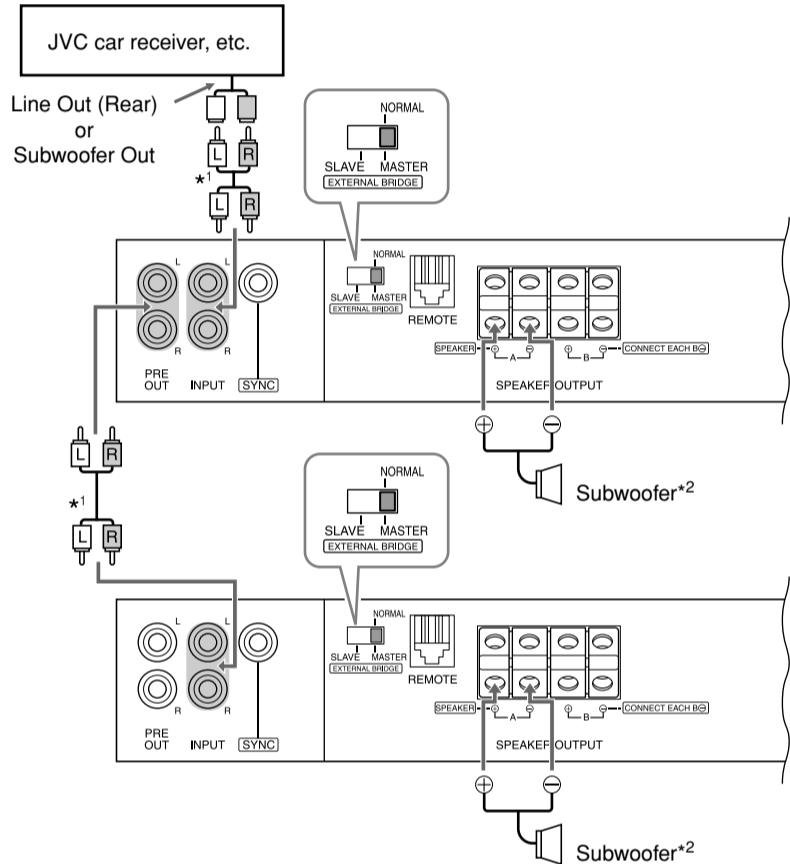 JVC car receiver, etc.
Line Out (Rear)
or
Subwoofer Out
L R
*1
L R
NORMAL
SLAVE MASTER
EXTERNAL BRIDGE
L
R
PRE OUT
L
R
INPUT
SYNC
NORMAL
SLAVE MASTER
EXTERNAL BRIDGE
REMOTE
SPEAKER ⊕ A ⊖ ⊕ B ⊖ CONNECT EACH B⊖
SPEAKER OUTPUT
⊕ ⊖
Subwoofer*2
L R
*1
L R
NORMAL
SLAVE MASTER
EXTERNAL BRIDGE
L
R
PRE OUT
L
R
INPUT
SYNC
NORMAL
SLAVE MASTER
EXTERNAL BRIDGE
REMOTE
SPEAKER ⊕ A ⊖ ⊕ B ⊖ CONNECT EACH B⊖
SPEAKER OUTPUT
⊕ ⊖
Subwoofer*2